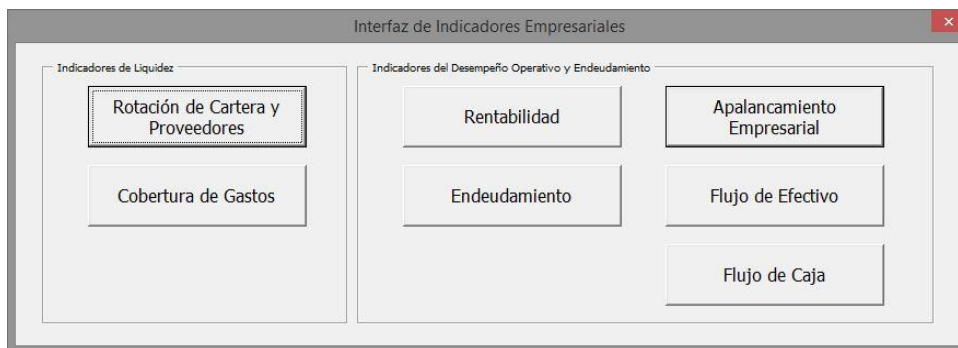 Interfaz de Indicadores Empresariales
Indicadores de Liquidez
Rotación de Cartera y
Proveedores
Cobertura de Gastos
Indicadores del Desempeño Operativo y Endeudamiento
Rentabilidad
Apalancamiento
Empresarial
Endeudamiento
Flujo de Efectivo
Flujo de Caja